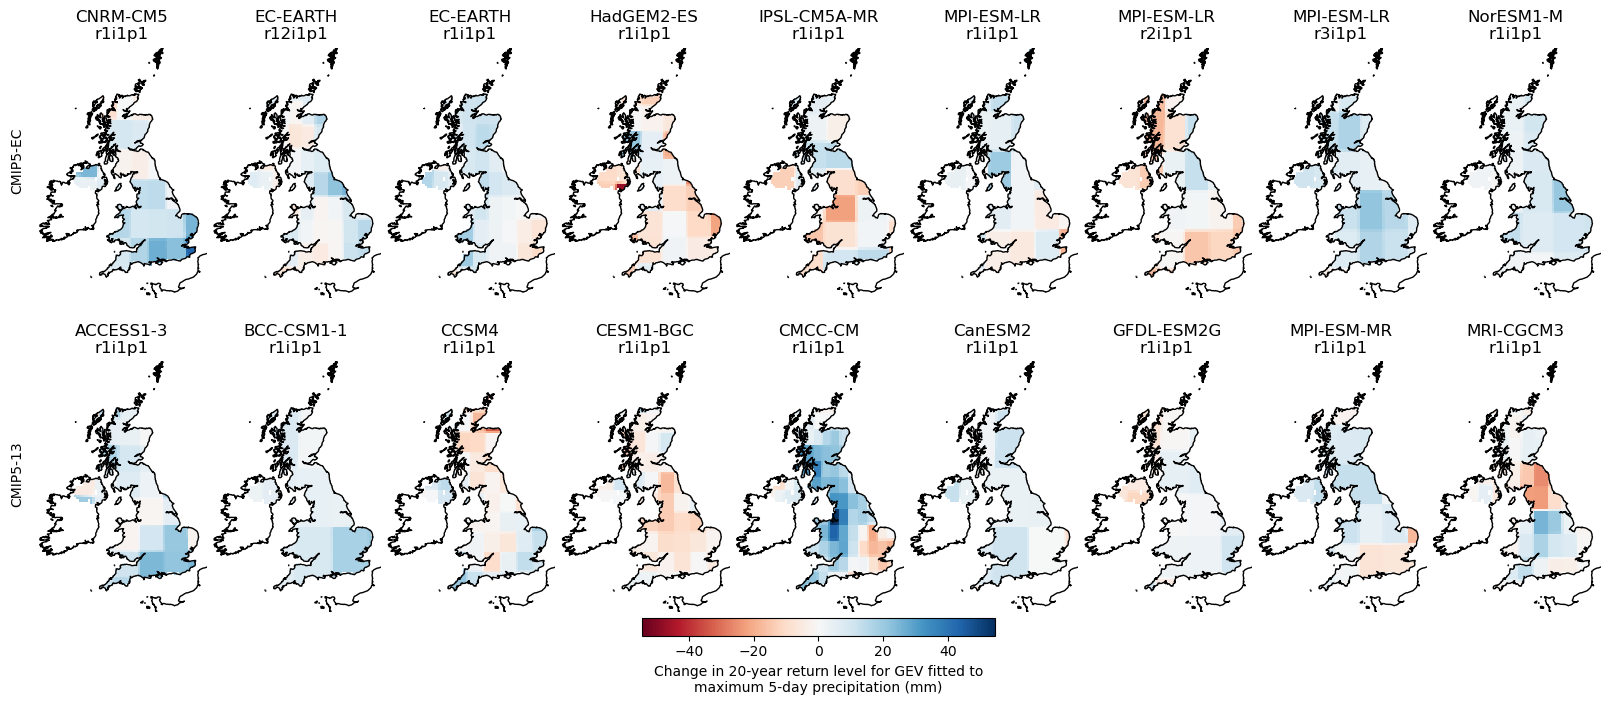 CNRM-CM5
r1i1p1
EC-EARTH
r12i1p1
EC-EARTH
r1i1p1
HadGEM2-ES
r1i1p1
IPSL-CM5A-MR
r1i1p1
MPI-ESM-LR
r1i1p1
MPI-ESM-LR
r2i1p1
MPI-ESM-LR
r3i1p1
NorESM1-M
r1i1p1
CMIP5-EC
ACCESS1-3
r1i1p1
BCC-CSM1-1
r1i1p1
CCSM4
r1i1p1
CESM1-BGC
r1i1p1
CMCC-CM
r1i1p1
CanESM2
r1i1p1
GFDL-ESM2G
r1i1p1
MPI-ESM-MR
r1i1p1
MRI-CGCM3
r1i1p1
CMIP5-13
−40 −20 0 20 40
Change in 20-year return level for GEV fitted to
maximum 5-day precipitation (mm)